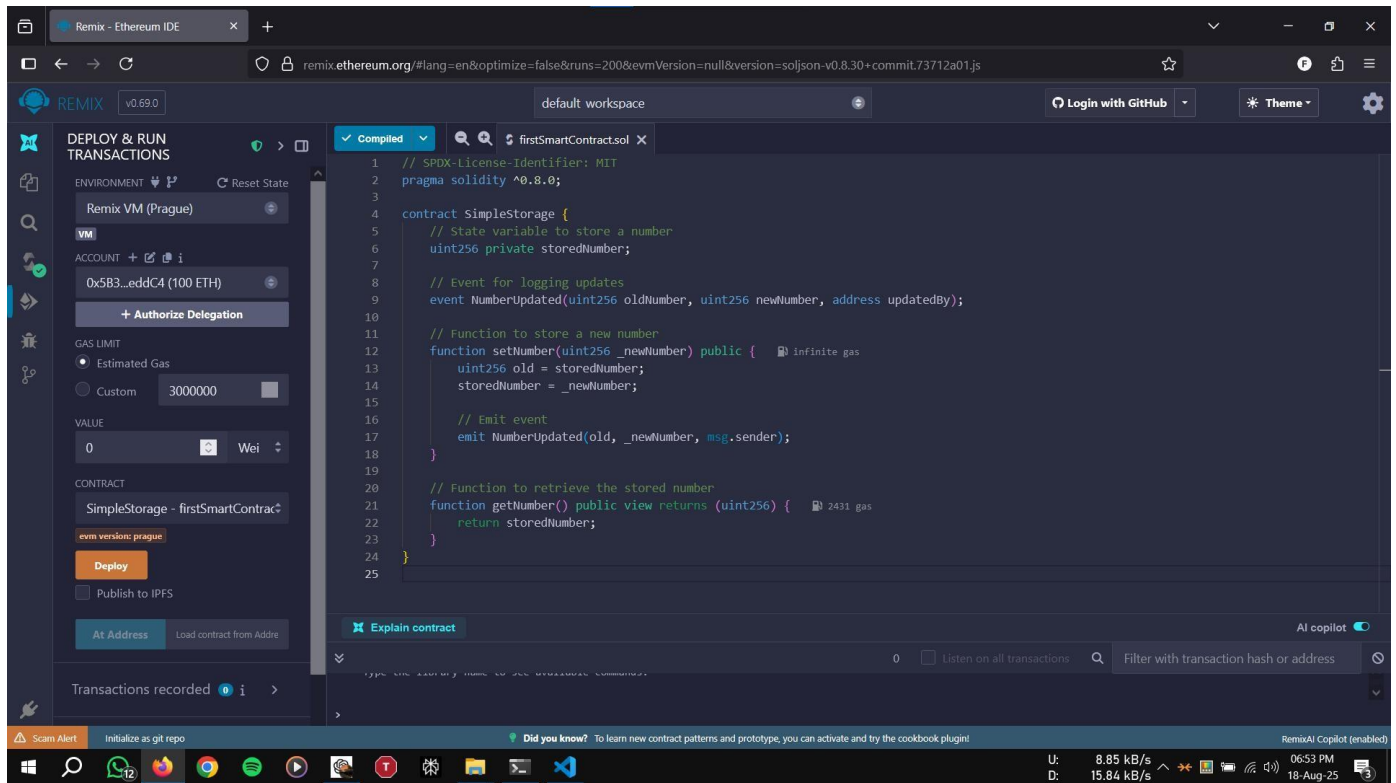 Remix - Ethereum IDE
remix.ethereum.org/#lang=en&optimize=false&runs=200&evmVersion=null&version=soljson-v0.8.30+commit.73712a01.js
REMIX v0.69.0
default workspace
Login with GitHub
Theme
DEPLOY & RUN
TRANSACTIONS
ENVIRONMENT
Reset State
Remix VM (Prague)
VM
ACCOUNT
0x5B3...eddC4 (100 ETH)
+ Authorize Delegation
GAS LIMIT
Estimated Gas
Custom 3000000
VALUE
0 Wei
CONTRACT
SimpleStorage - firstSmartContrac
evm version: prague
Deploy
Publish to IPFS
At Address Load contract from Addre
Transactions recorded 0 i >
Compiled
firstSmartContract.sol
1 // SPDX-License-Identifier: MIT
2 pragma solidity ^0.8.0;
3
4 contract SimpleStorage {
5 // State variable to store a number
6 uint256 private storedNumber;
7
8 // Event for logging updates
9 event NumberUpdated(uint256 oldNumber, uint256 newNumber, address updatedBy);
10
11 // Function to store a new number
12 function setNumber(uint256 _newNumber) public { infinite gas
13 uint256 old = storedNumber;
14 storedNumber = _newNumber;
15
16 // Emit event
17 emit NumberUpdated(old, _newNumber, msg.sender);
18 }
19
20 // Function to retrieve the stored number
21 function getNumber() public view returns (uint256) { 2431 gas
22 return storedNumber;
23 }
24 }
25
Explain contract
AI copilot
0 Listen on all transactions
Filter with transaction hash or address
Type the library name to see available commands.
>
Scam Alert
Initialize as git repo
Did you know? To learn new contract patterns and prototype, you can activate and try the cookbook plugin!
RemixAI Copilot (enabled)
12
U: 8.85 kB/s
D: 15.84 kB/s
06:53 PM
18-Aug-25
3